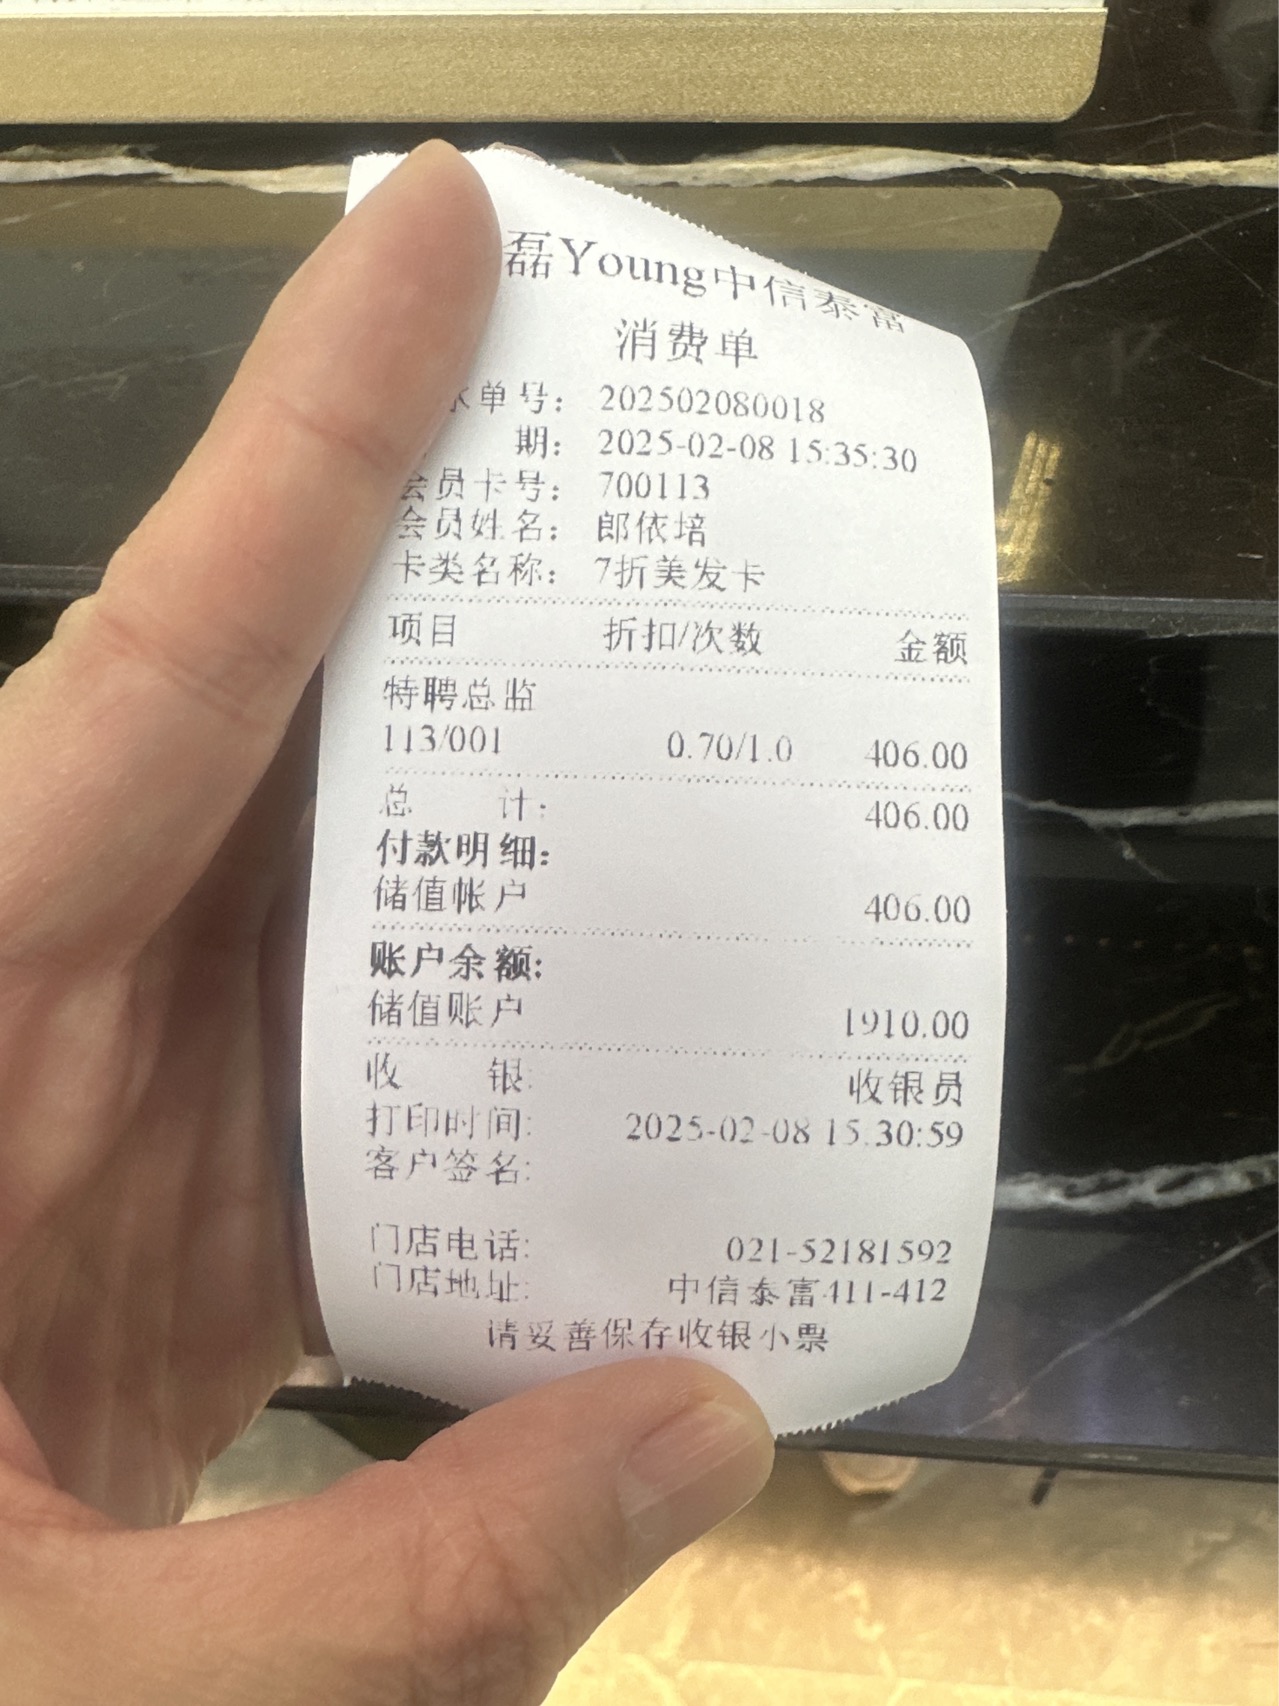 磊Young中信泰富
消费单
水单号： 202502080018
期： 2025-02-08 15:35:30
会员卡号： 700113
会员姓名： 郎依培
卡类名称： 7折美发卡
项目 折扣/次数 金额
特聘总监
113/001 0.70/1.0 406.00
总 计： 406.00
付款明细：
储值帐户 406.00
账户余额：
储值账户 1910.00
收 银: 收银员
打印时间: 2025-02-08 15:30:59
客户签名:
门店电话: 021-52181592
门店地址: 中信泰富411-412
请妥善保存收银小票